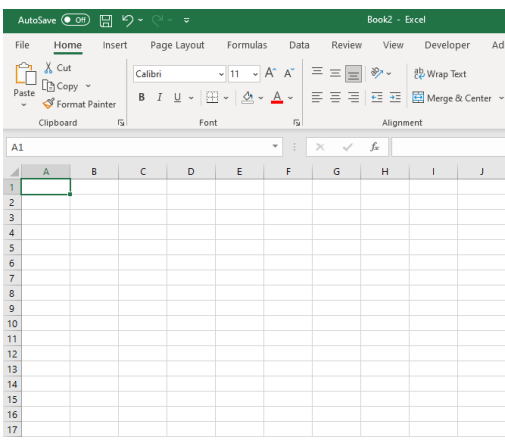 AutoSave Off Book2 - Excel
File Home Insert Page Layout Formulas Data Review View Developer Ad
Cut
Copy
Format Painter
Paste
Calibri 11 A^ A˅
B I U A
ab Wrap Text
Merge & Center
Clipboard Font Alignment
A1 fx
A B C D E F G H I J
1
2
3
4
5
6
7
8
9
10
11
12
13
14
15
16
17